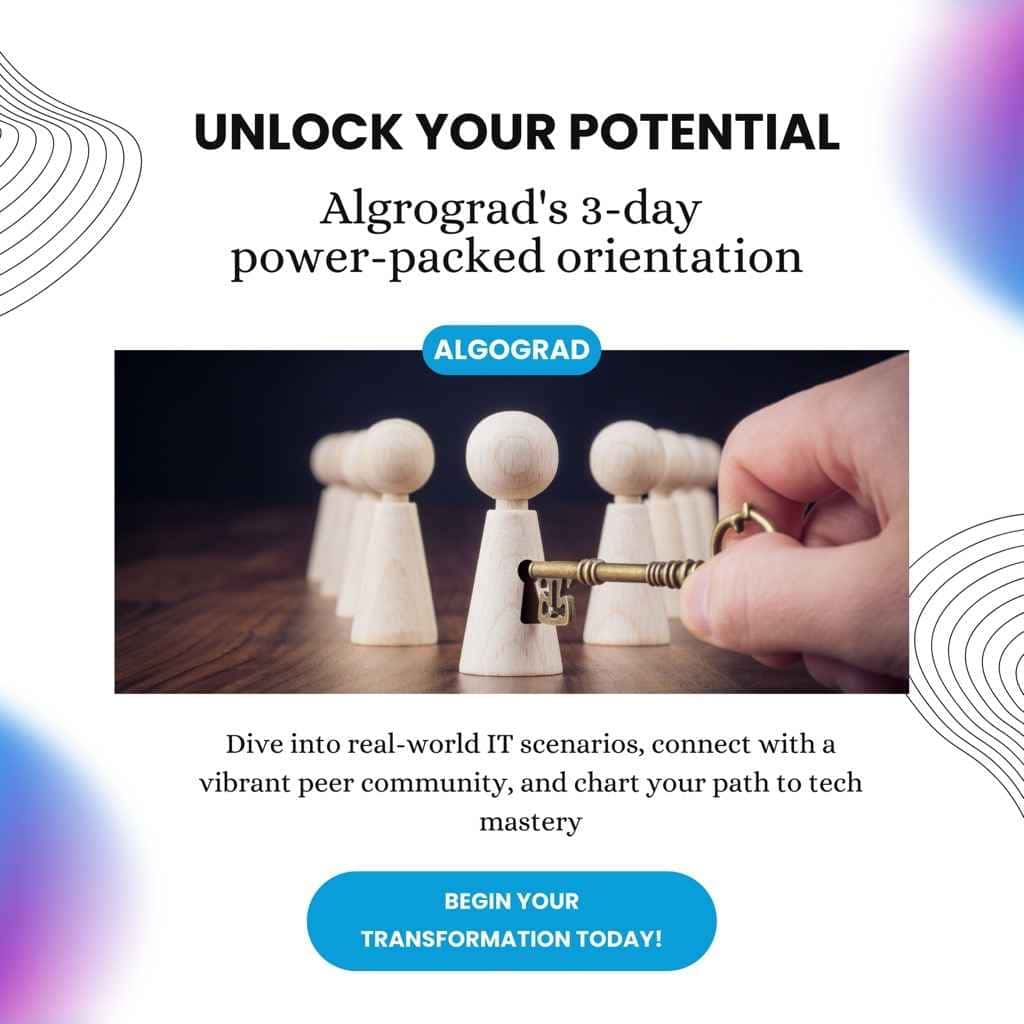 UNLOCK YOUR POTENTIAL
Algrograd's 3-day
power-packed orientation
ALGOGRAD
Dive into real-world IT scenarios, connect with a
vibrant peer community, and chart your path to tech
mastery
BEGIN YOUR
TRANSFORMATION TODAY!